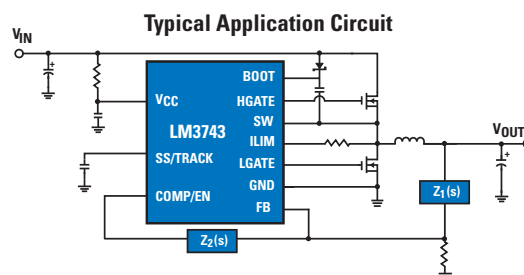 Typical Application Circuit
VIN
BOOT
VCC
HGATE
LM3743
SW
VOUT
ILIM
SS/TRACK
LGATE
GND
Z1(s)
COMP/EN
FB
Z2(s)
+
+